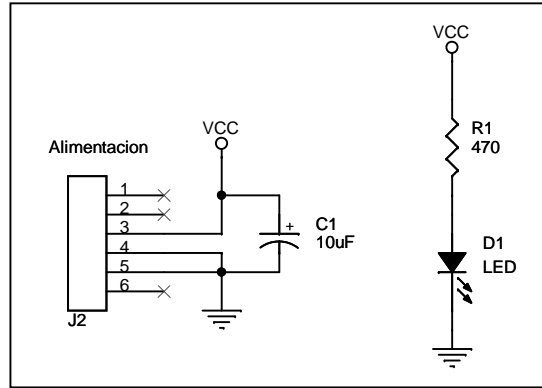 VCC
R1
470
D1
LED
VCC
Alimentacion
1
2
3
4
5
6
J2
+
C1
10uF